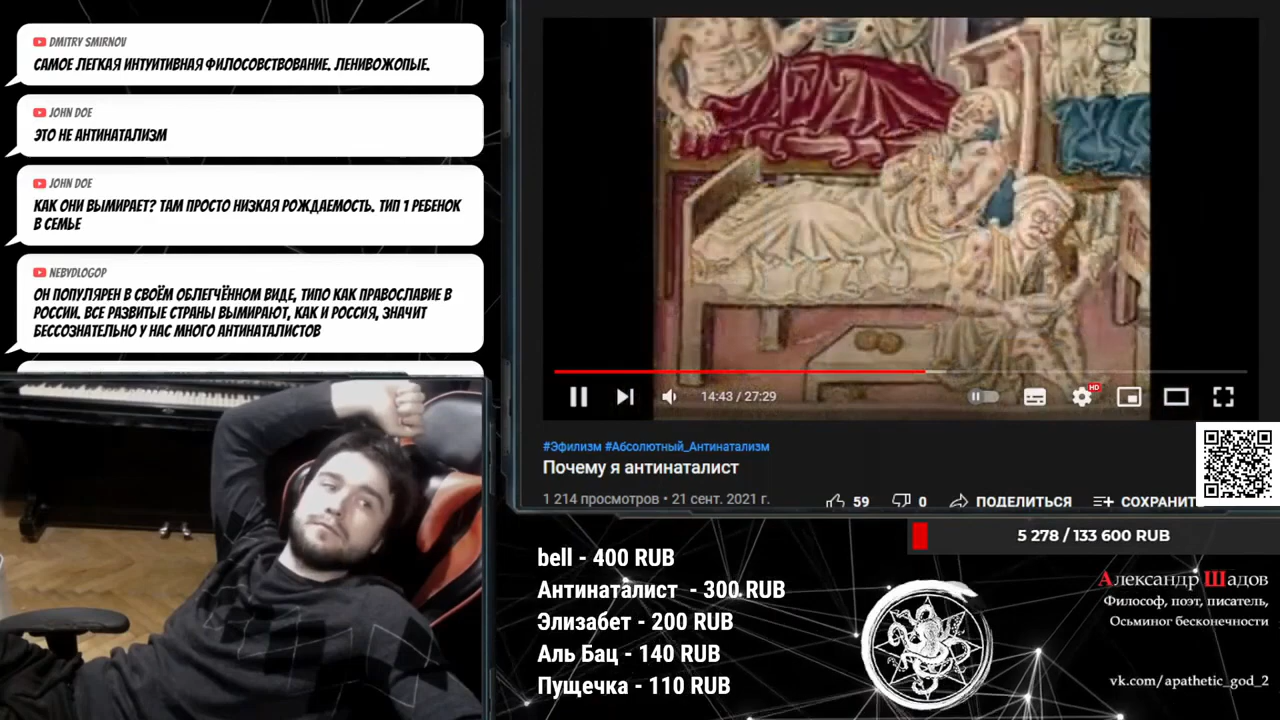 DMITRY SMIRNOV
САМОЕ ЛЕГКАЯ ИНТУИТИВНАЯ ФИЛОСОВСТВОВАНИЕ. ЛЕНИВОЖОПЫЕ.
JOHN DOE
ЭТО НЕ АНТИНАТАЛИЗМ
JOHN DOE
КАК ОНИ ВЫМИРАЕТ? ТАМ ПРОСТО НИЗКАЯ РОЖДАЕМОСТЬ. ТИП 1 РЕБЕНОК
В СЕМЬЕ
NEBYDLOGOP
ОН ПОПУЛЯРЕН В СВОЁМ ОБЛЕГЧЁННОМ ВИДЕ, ТИПО КАК ПРАВОСЛАВИЕ В
РОССИИ. ВСЕ РАЗВИТЫЕ СТРАНЫ ВЫМИРАЮТ, КАК И РОССИЯ, ЗНАЧИТ
БЕССОЗНАТЕЛЬНО У НАС МНОГО АНТИНАТАЛИСТОВ
14:43 / 27:29
HD
#Эфилизм #Абсолютный_Антинатализм
Почему я антинаталист
1 214 просмотров • 21 сент. 2021 г.
59
0
ПОДЕЛИТЬСЯ
СОХРАНИТЬ
5 278 / 133 600 RUB
bell - 400 RUB
Антинаталист - 300 RUB
Элизабет - 200 RUB
Аль Бац - 140 RUB
Пущечка - 110 RUB
Александр Шадов
Философ, поэт, писатель,
Осьминог бесконечности
vk.com/apathetic_god_2